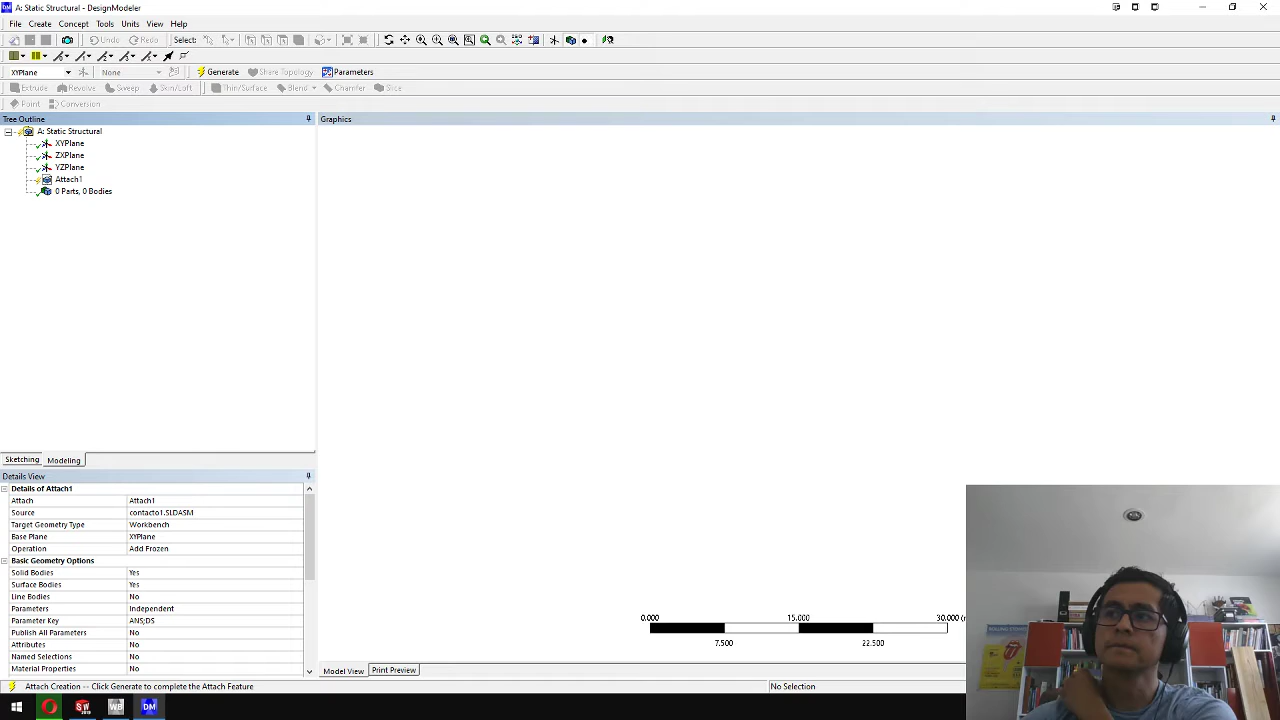 A: Static Structural - DesignModeler
File Create Concept Tools Units View Help
Undo Redo Select:
XYPlane None Generate Share Topology Parameters
Extrude Revolve Sweep Skin/Loft Thin/Surface Blend Chamfer Slice
Point Conversion
Tree Outline
A: Static Structural
XYPlane
ZXPlane
YZPlane
Attach1
0 Parts, 0 Bodies
Sketching Modeling
Details View
Details of Attach1
Attach Attach1
Source contacto1.SLDASM
Target Geometry Type Workbench
Base Plane XYPlane
Operation Add Frozen
Basic Geometry Options
Solid Bodies Yes
Surface Bodies Yes
Line Bodies No
Parameters Independent
Parameter Key ANS;DS
Publish All Parameters No
Attributes No
Named Selections No
Material Properties No
Graphics
0.000 15.000 30.000
7.500 22.500
Model View Print Preview
Attach Creation -- Click Generate to complete the Attach Feature
No Selection
ROLLING STONES
SW
2019
WB
DM